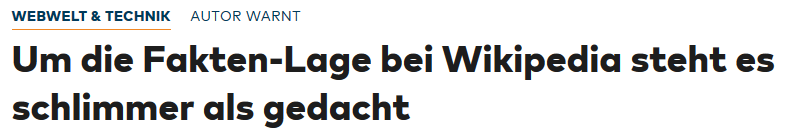 WEBWELT & TECHNIK AUTOR WARNT
Um die Fakten-Lage bei Wikipedia steht es
schlimmer als gedacht